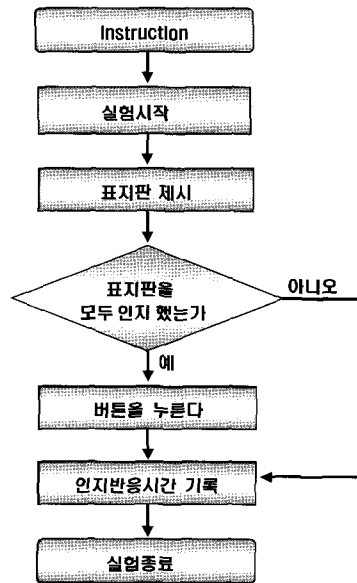 Instruction
실험시작
표지판 제시
표지판을
모두 인지 했는가
아니오
예
버튼을 누른다
인지반응시간 기록
실험종료